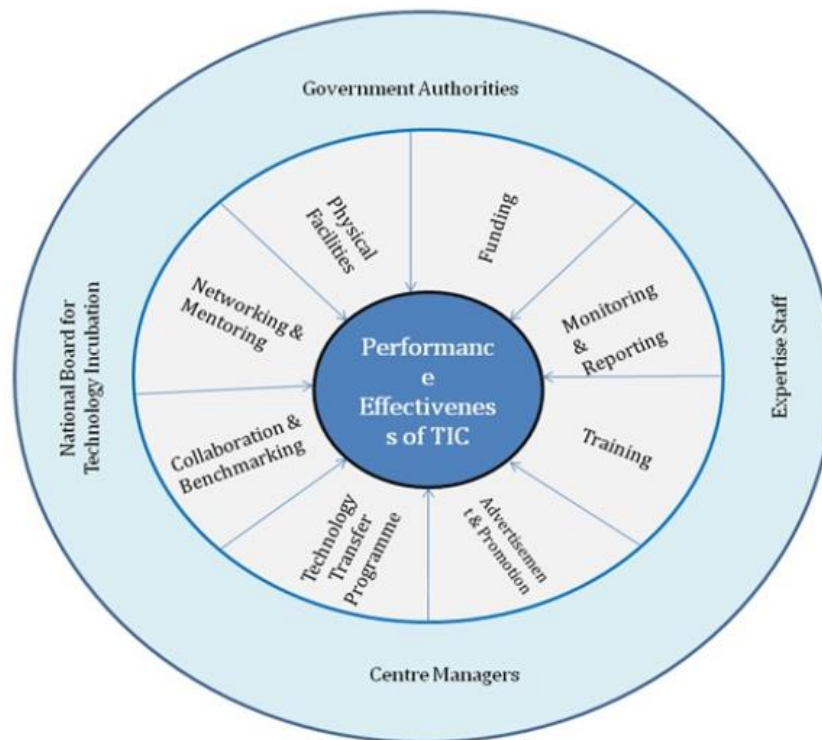 Government Authorities
Physical
Facilities
Funding
Networking &
Mentoring
Monitoring
&
Reporting
National Board for
Technology Incubation
Performanc
e
Effectivenes
s of TIC
Expertise Staff
Collaboration &
Benchmarking
Training
Technology
Transfer
Programme
Advertisemen
t & Promotion
Centre Managers